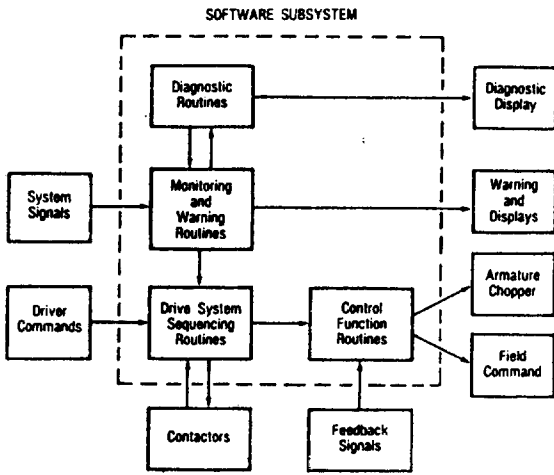 SOFTWARE SUBSYSTEM
Diagnostic
Routines
Diagnostic
Display
System
Signals
Monitoring
and
Warning
Routines
Warning
and
Displays
Driver
Commands
Drive System
Sequencing
Routines
Control
Function
Routines
Armature
Chopper
Field
Command
Contactors
Feedback
Signals